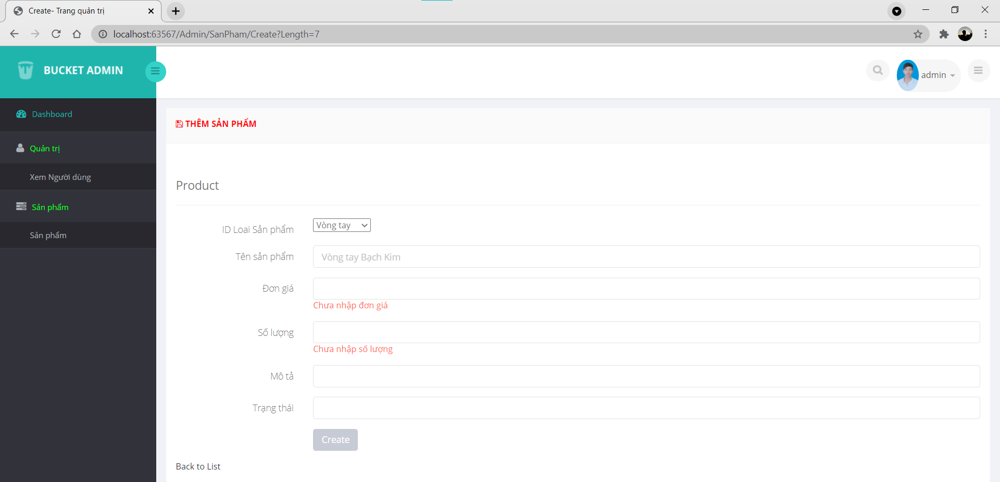 Create- Trang quản trị
localhost:63567/Admin/SanPham/Create?Length=7
BUCKET ADMIN
admin
Dashboard
Quản trị
Xem Người dùng
Sản phẩm
Sản phẩm
THÊM SẢN PHẨM
Product
ID Loai Sản phẩm
Vòng tay
Tên sản phẩm
Vòng tay Bạch Kim
Đơn giá
Chưa nhập đơn giá
Số lượng
Chưa nhập số lượng
Mô tả
Trạng thái
Create
Back to List